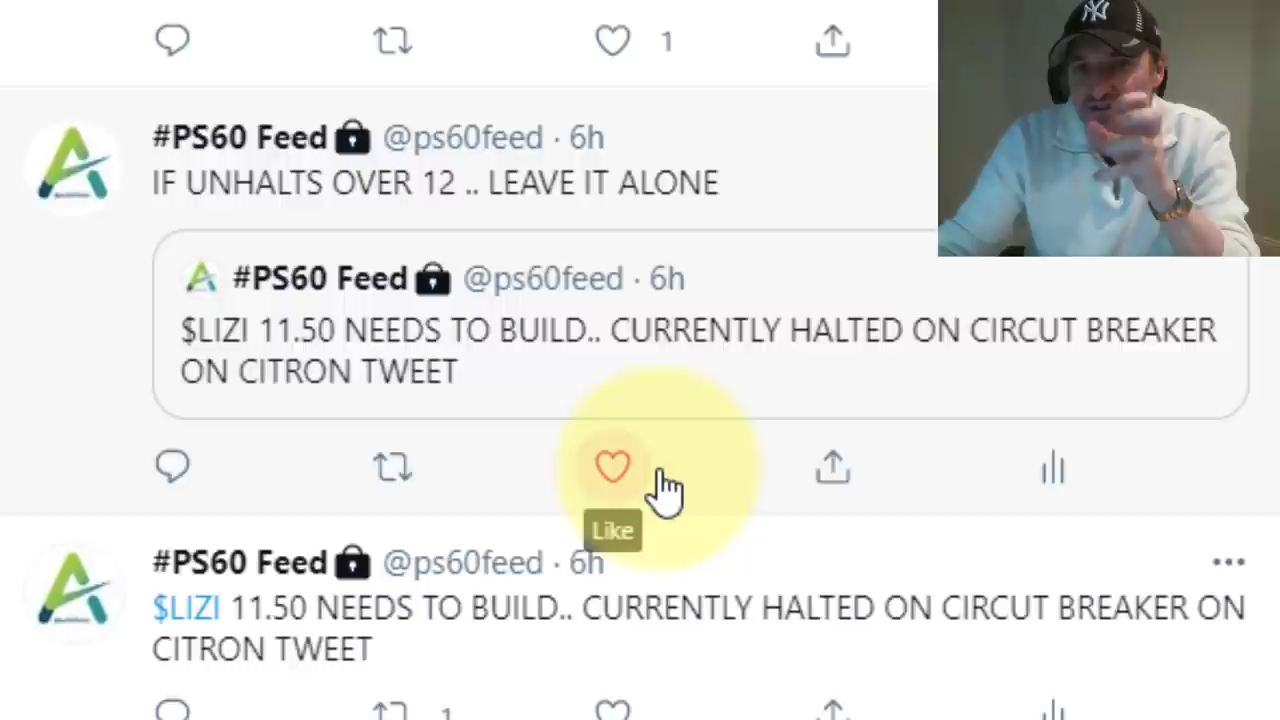 1
#PS60 Feed @ps60feed · 6h
IF UNHALTS OVER 12 .. LEAVE IT ALONE
#PS60 Feed @ps60feed · 6h
$LIZI 11.50 NEEDS TO BUILD.. CURRENTLY HALTED ON CIRCUT BREAKER
ON CITRON TWEET
Like
#PS60 Feed @ps60feed · 6h
$LIZI 11.50 NEEDS TO BUILD.. CURRENTLY HALTED ON CIRCUT BREAKER ON
CITRON TWEET
1